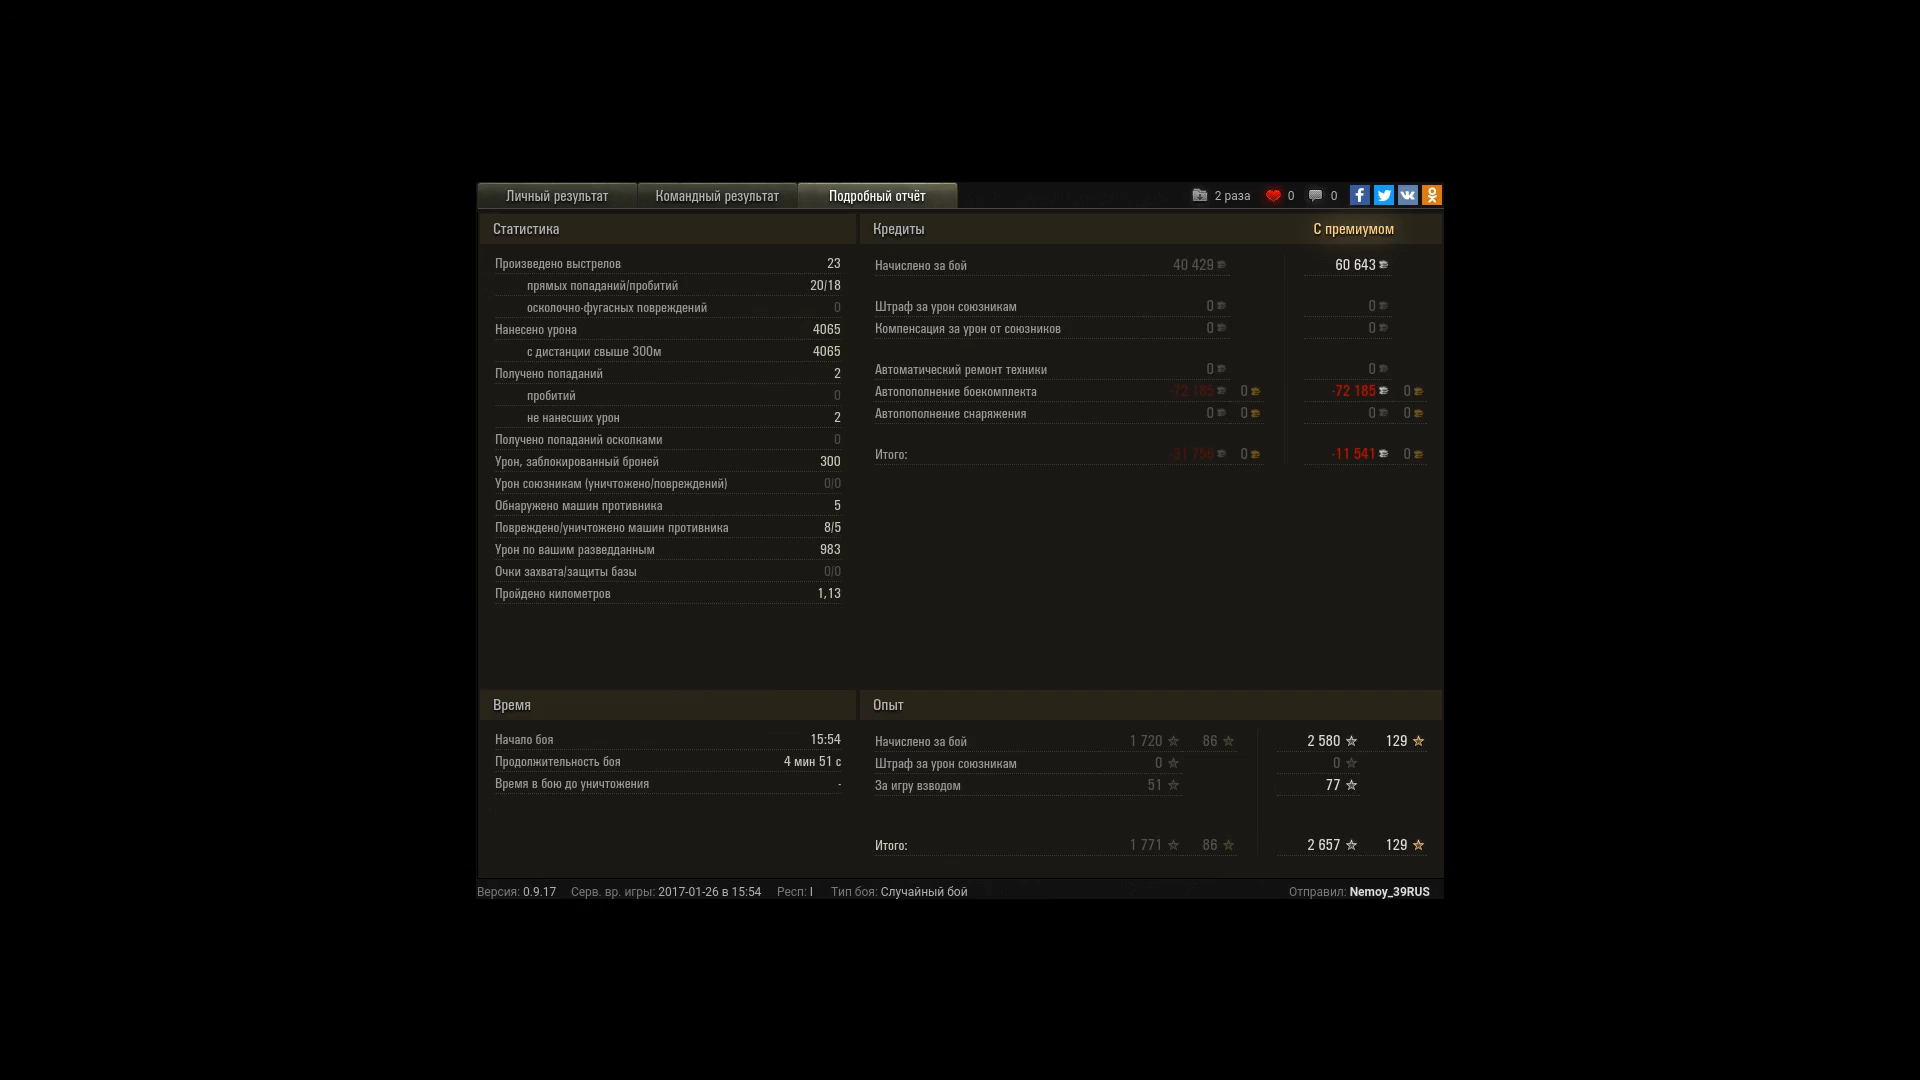 Личный результат Командный результат Подробный отчёт 2 раза 0 0
Статистика
Произведено выстрелов 23
прямых попаданий/пробитий 20/18
осколочно-фугасных повреждений 0
Нанесено урона 4065
с дистанции свыше 300м 4065
Получено попаданий 2
пробитий 0
не нанесших урон 2
Получено попаданий осколками 0
Урон, заблокированный броней 300
Урон союзникам (уничтожено/повреждений) 0/0
Обнаружено машин противника 5
Повреждено/уничтожено машин противника 8/5
Урон по вашим разведданным 983
Очки захвата/защиты базы 0/0
Пройдено километров 1,13
Кредиты С премиумом
Начислено за бой 40 429 60 643
Штраф за урон союзникам 0 0
Компенсация за урон от союзников 0 0
Автоматический ремонт техники 0 0
Автопополнение боекомплекта -72 185 0 -72 185 0
Автопополнение снаряжения 0 0 0 0
Итого: -31 756 0 -11 541 0
Время
Начало боя 15:54
Продолжительность боя 4 мин 51 с
Время в бою до уничтожения -
Опыт
Начислено за бой 1 720 86 2 580 129
Штраф за урон союзникам 0 0
За игру взводом 51 77
Итого: 1 771 86 2 657 129
Версия: 0.9.17 Серв. вр. игры: 2017-01-26 в 15:54 Респ: I Тип боя: Случайный бой Отправил: Nemoy_39RUS